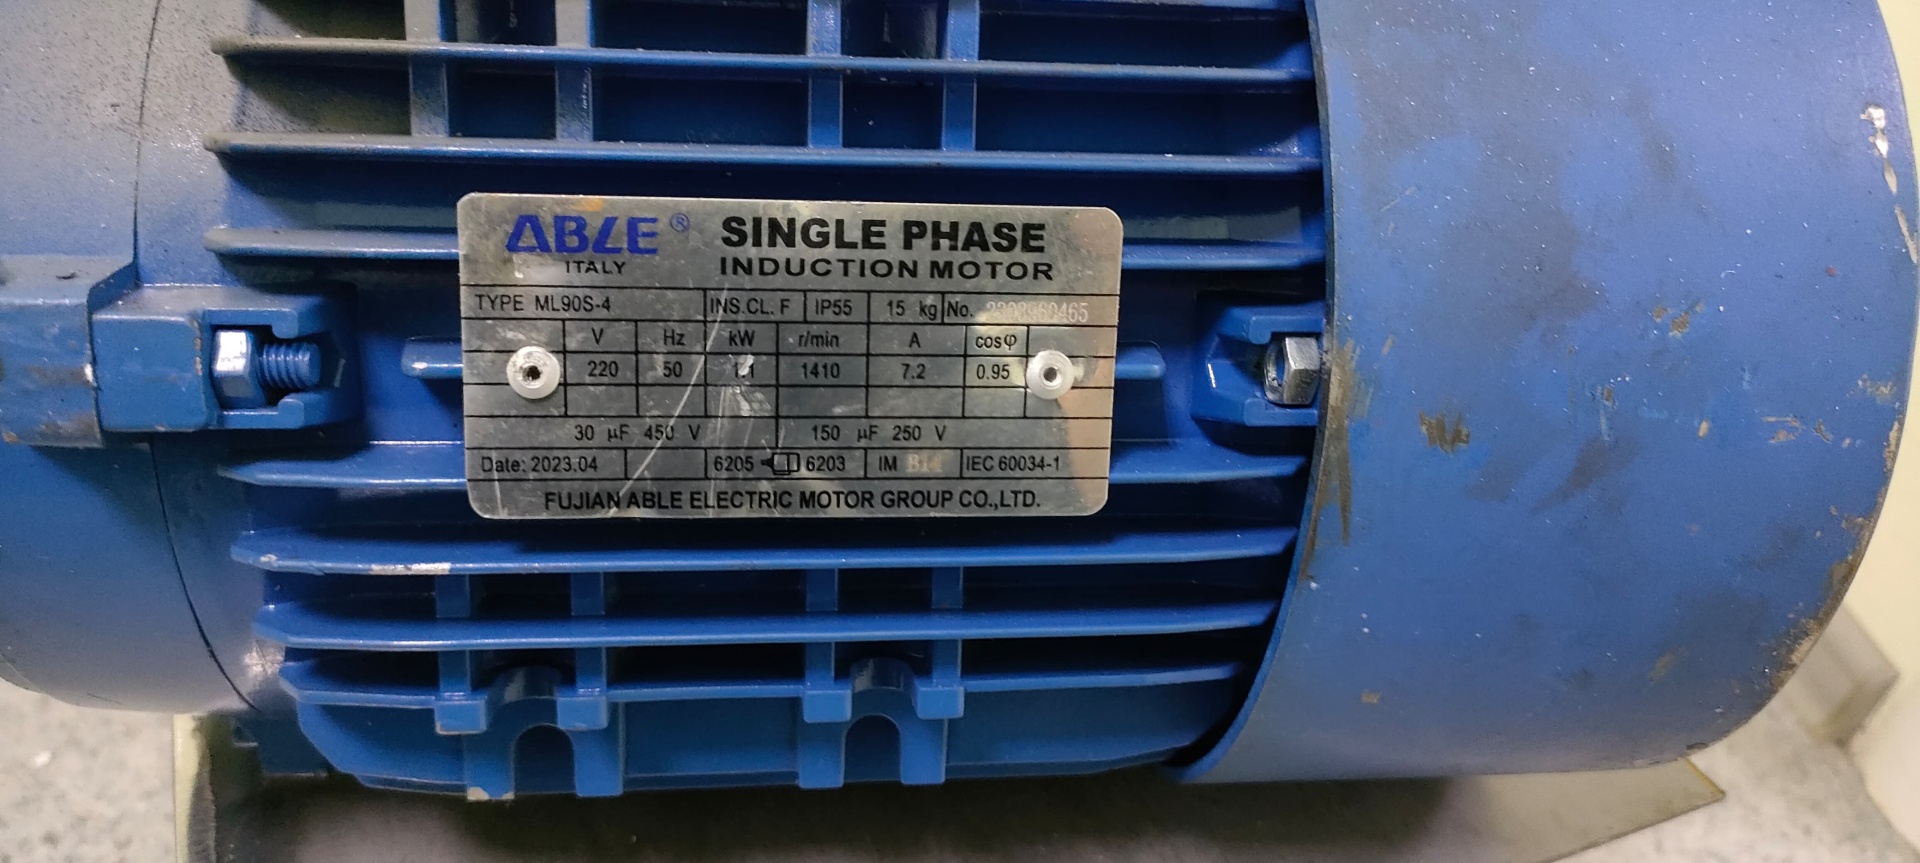 ABLE® SINGLE PHASE
ITALY INDUCTION MOTOR
TYPE ML90S-4 INS.CL. F IP55 15 kg No.
V Hz kW r/min A cosφ
220 50 1.1 1410 7.2 0.95
30 μF 450 V 150 μF 250 V
Date: 2023.04 6205 6203 IM B14 IEC 60034-1
FUJIAN ABLE ELECTRIC MOTOR GROUP CO.,LTD.